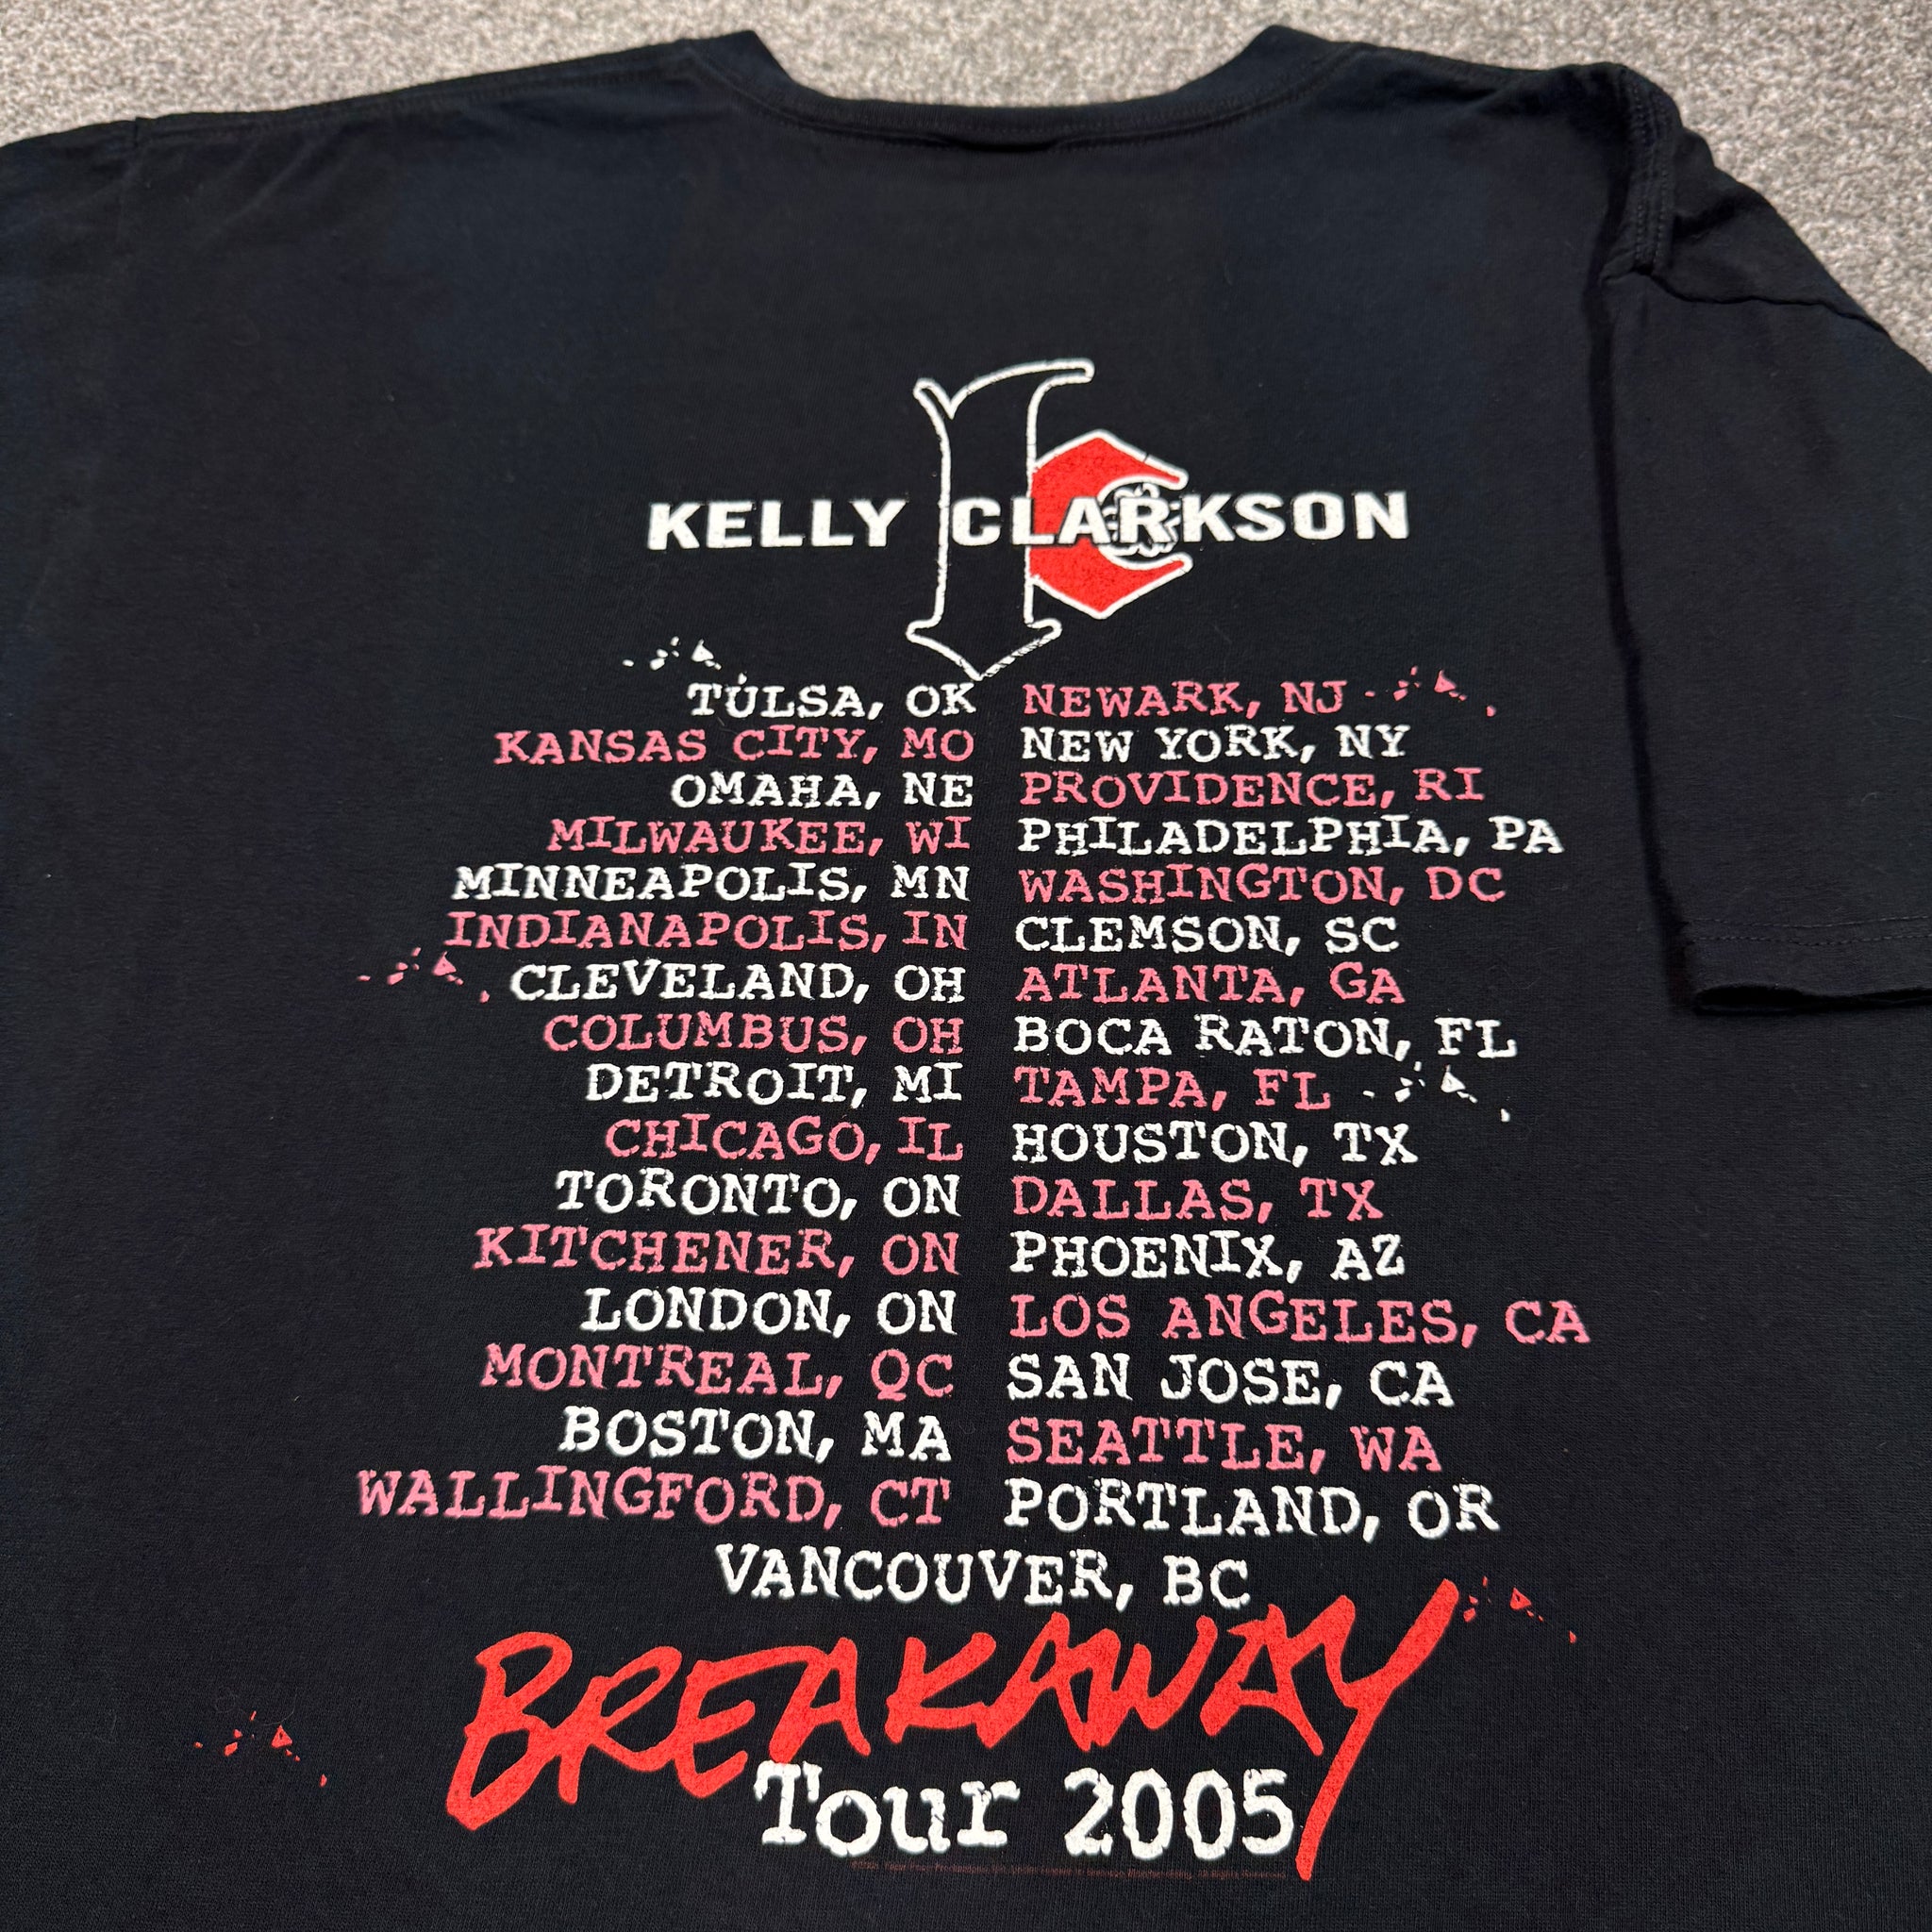 KELLY CLARKSON
TULSA, OK
KANSAS CITY, MO
OMAHA, NE
MILWAUKEE, WI
MINNEAPOLIS, MN
INDIANAPOLIS, IN
CLEVELAND, OH
COLUMBUS, OH
DETROIT, MI
CHICAGO, IL
TORONTO, ON
KITCHENER, ON
LONDON, ON
MONTREAL, QC
BOSTON, MA
WALLINGFORD, CT
NEWARK, NJ
NEW YORK, NY
PROVIDENCE, RI
PHILADELPHIA, PA
WASHINGTON, DC
CLEMSON, SC
ATLANTA, GA
BOCA RATON, FL
TAMPA, FL
HOUSTON, TX
DALLAS, TX
PHOENIX, AZ
LOS ANGELES, CA
SAN JOSE, CA
SEATTLE, WA
PORTLAND, OR
VANCOUVER, BC
BREAKAWAY
Tour 2005